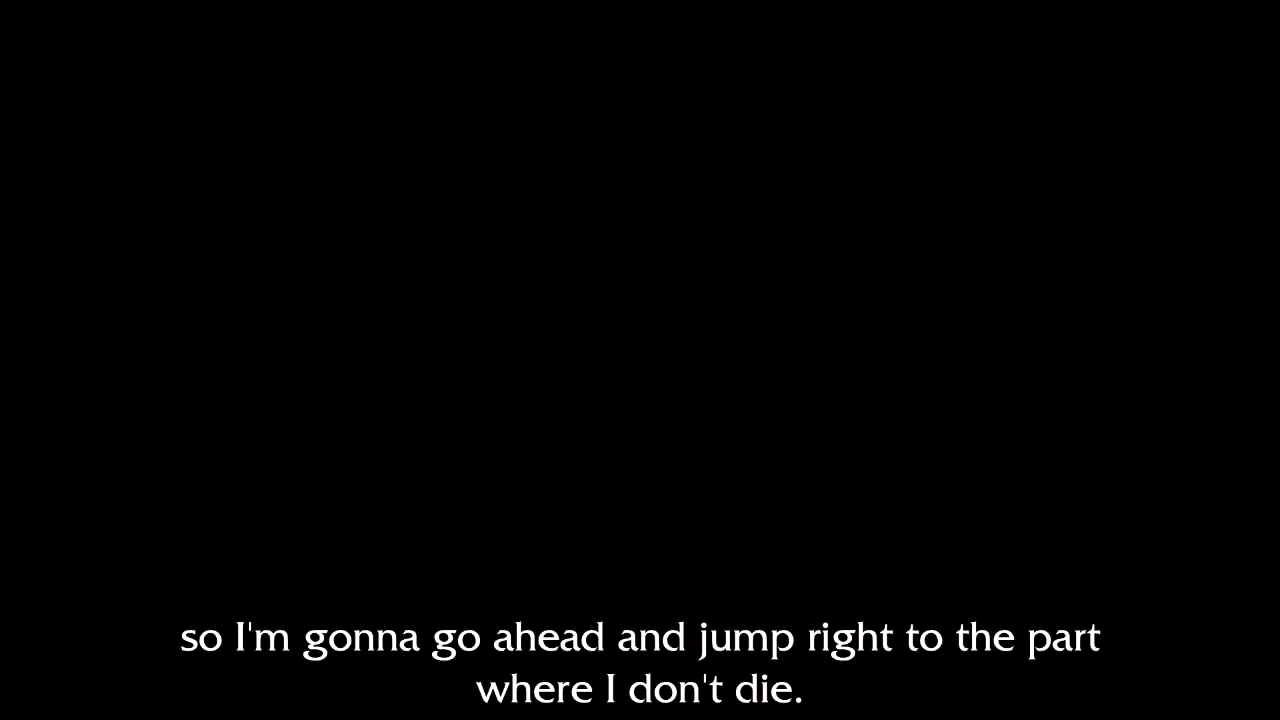 so I'm gonna go ahead and jump right to the part
where I don't die.